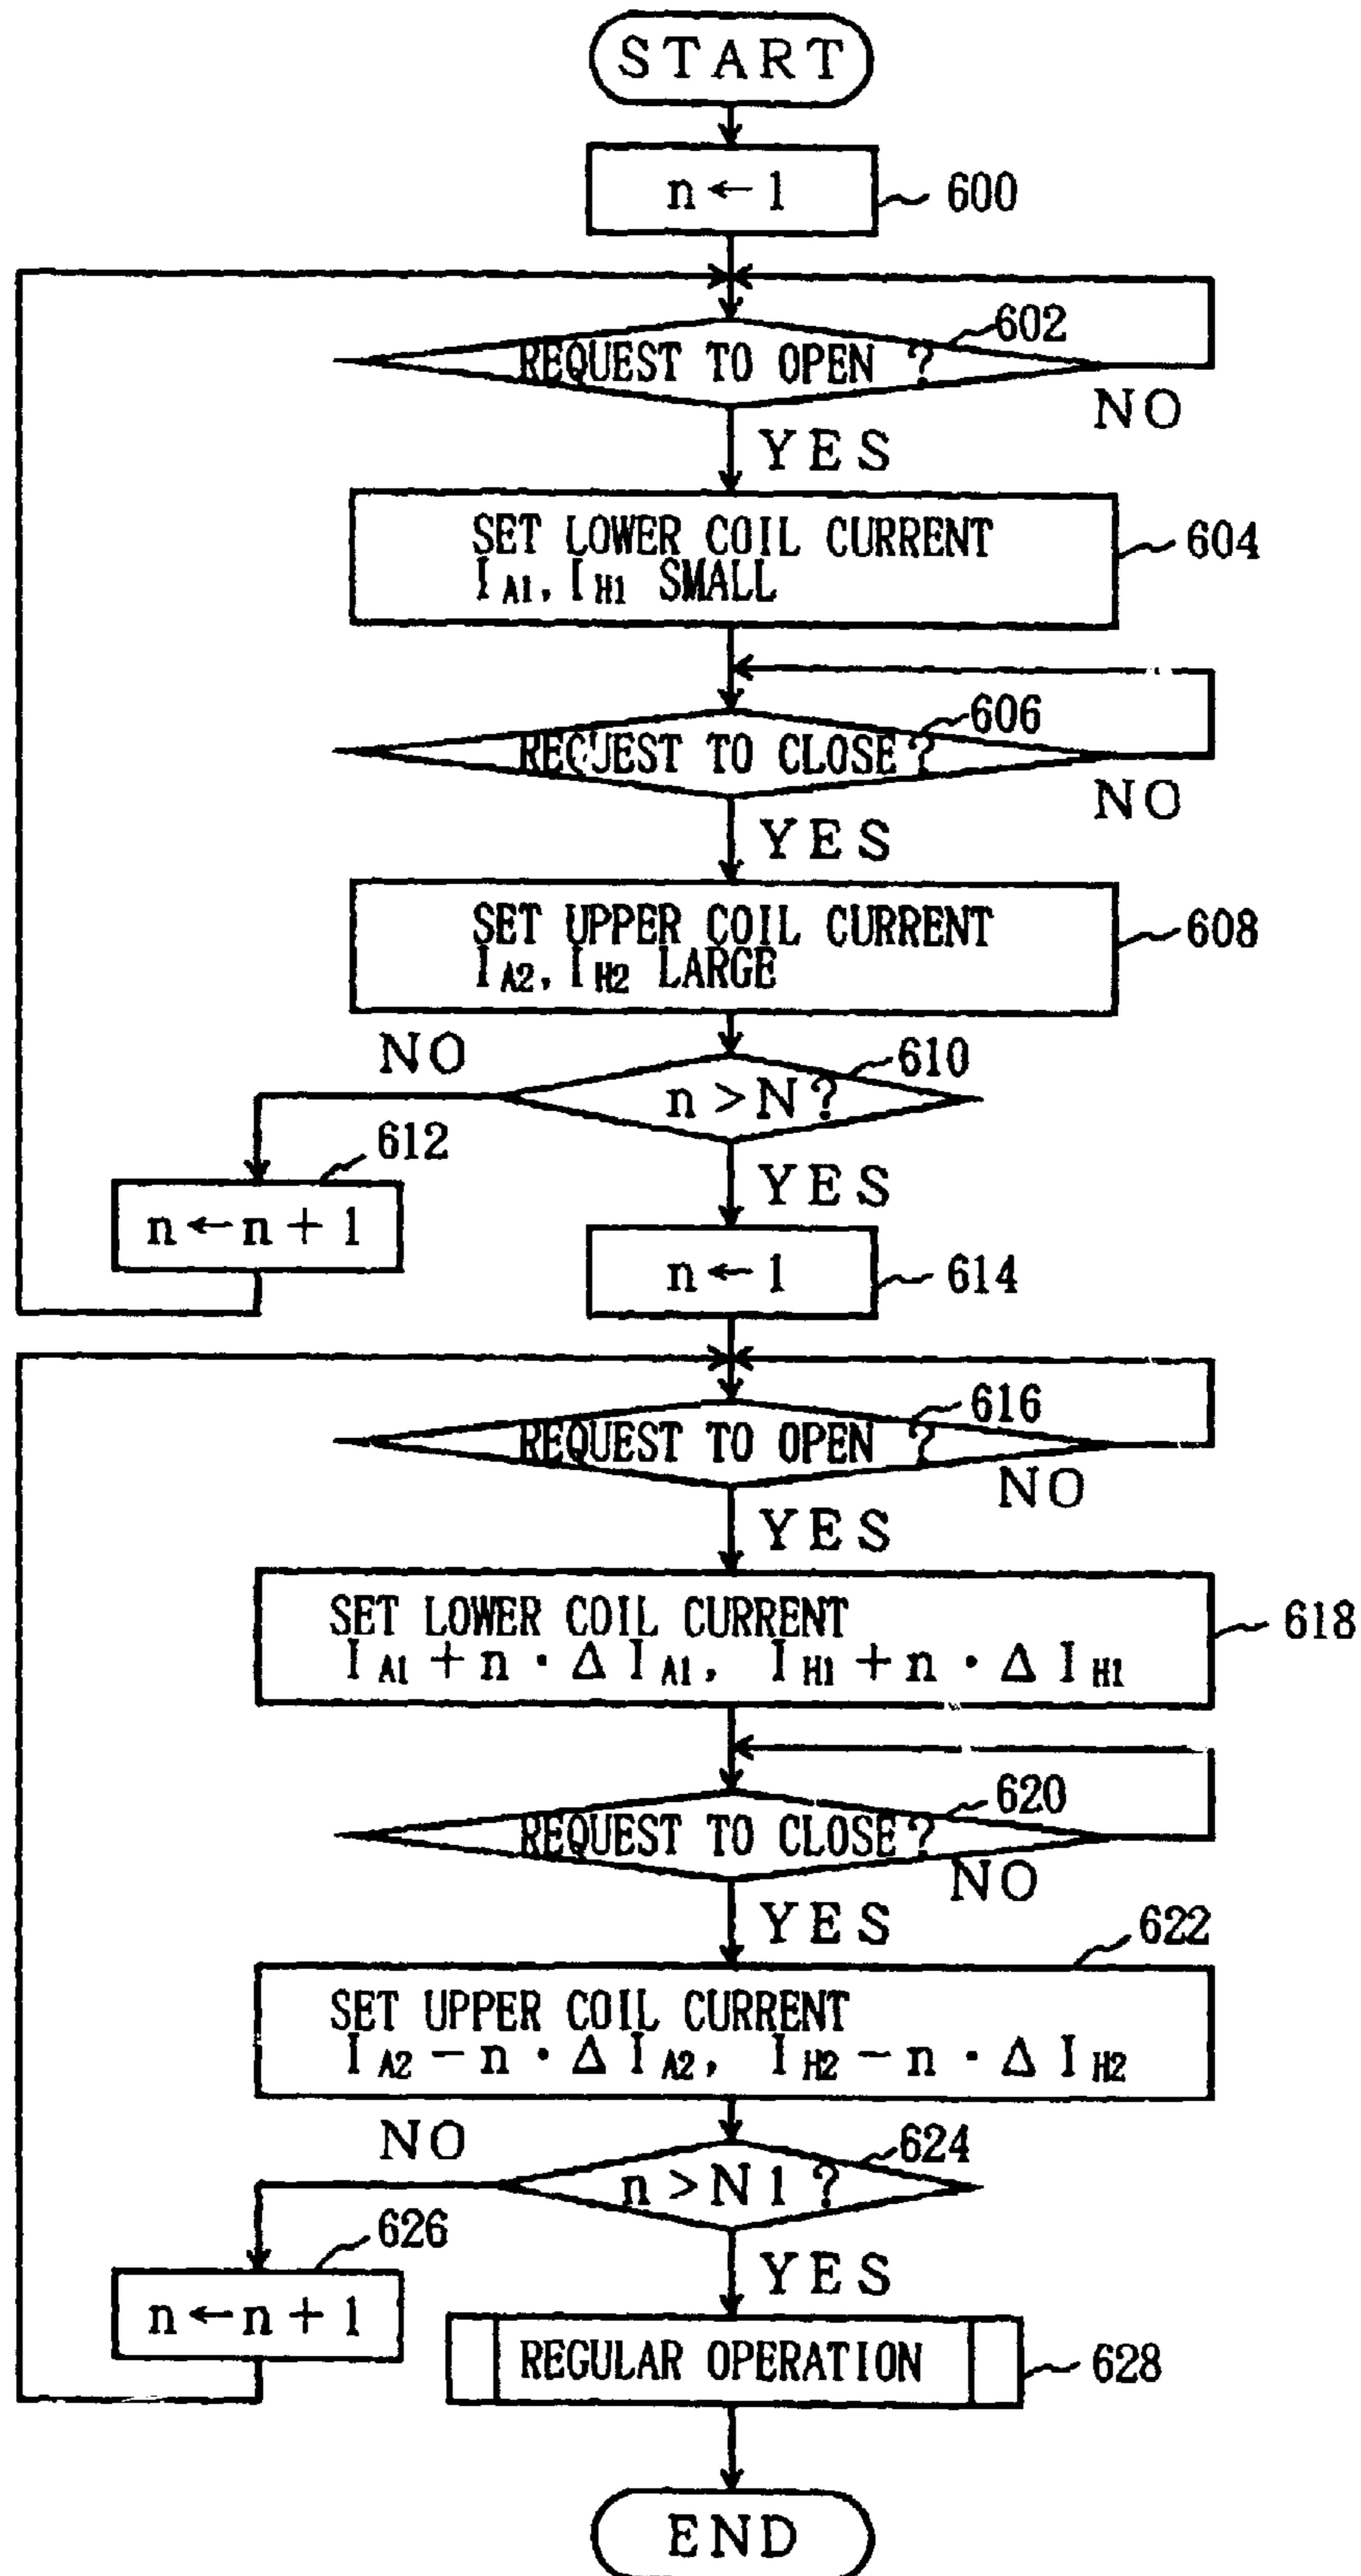 START
n ← 1
600
602
REQUEST TO OPEN ?
NO
YES
SET LOWER COIL CURRENT
I A1, I H1 SMALL
604
606
REQUEST TO CLOSE?
NO
YES
SET UPPER COIL CURRENT
I A2, I H2 LARGE
608
NO
610
n > N ?
612
n ← n + 1
YES
n ← 1
614
616
REQUEST TO OPEN ?
NO
YES
SET LOWER COIL CURRENT
I A1 + n · Δ I A1, I H1 + n · Δ I H1
618
620
REQUEST TO CLOSE?
NO
YES
622
SET UPPER COIL CURRENT
I A2 − n · Δ I A2, I H2 − n · Δ I H2
NO
624
n > N 1 ?
626
n ← n + 1
YES
REGULAR OPERATION
628
END